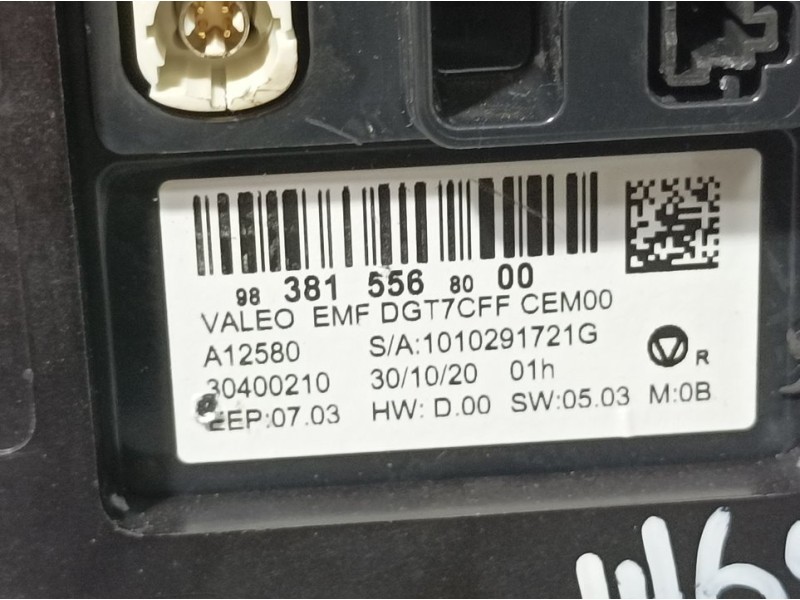 98 381 556 80 00
VALEO EMF DGT7CFF CEM00
A12580 S/A:1010291721G
30400210 30/10/20 01h R
EEP:07.03 HW: D.00 SW:05.03 M:0B